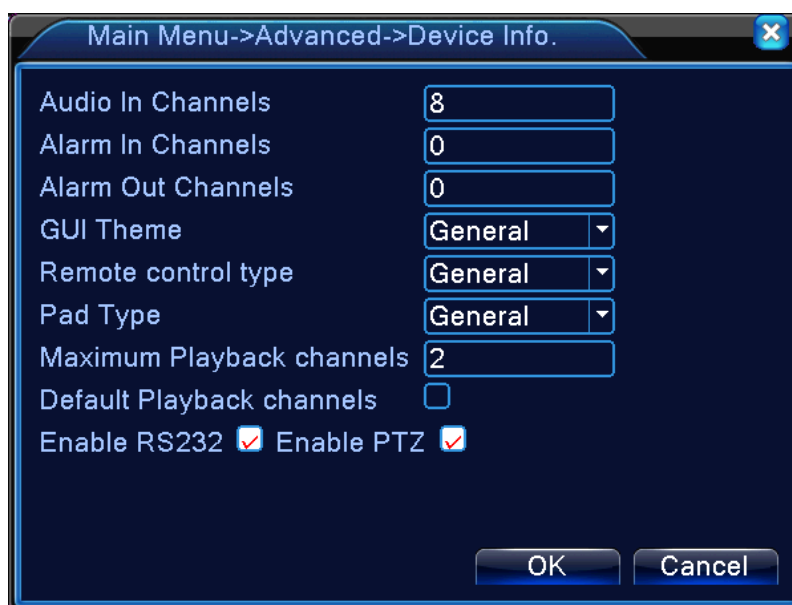 Main Menu->Advanced->Device Info.
Audio In Channels 8
Alarm In Channels 0
Alarm Out Channels 0
GUI Theme General
Remote control type General
Pad Type General
Maximum Playback channels 2
Default Playback channels
Enable RS232 Enable PTZ
OK Cancel